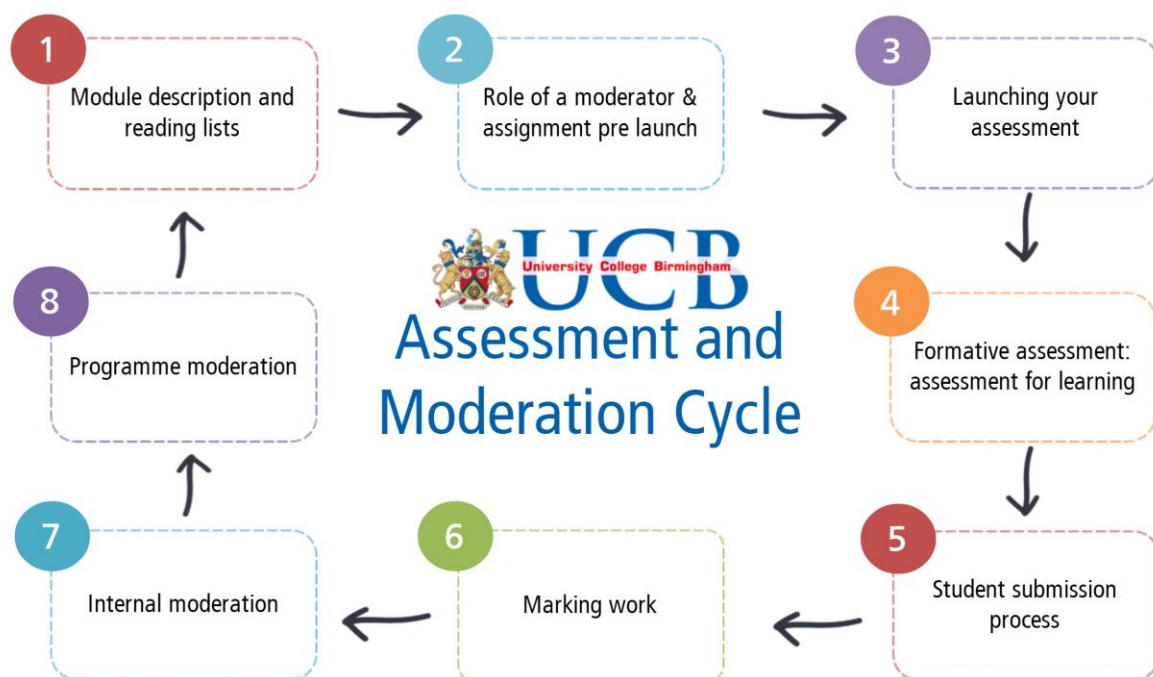 1
Module description and
reading lists
2
Role of a moderator &
assignment pre launch
3
Launching your
assessment
4
Formative assessment:
assessment for learning
5
Student submission
process
6
Marking work
7
Internal moderation
8
Programme moderation
UCB
University College Birmingham
Assessment and
Moderation Cycle